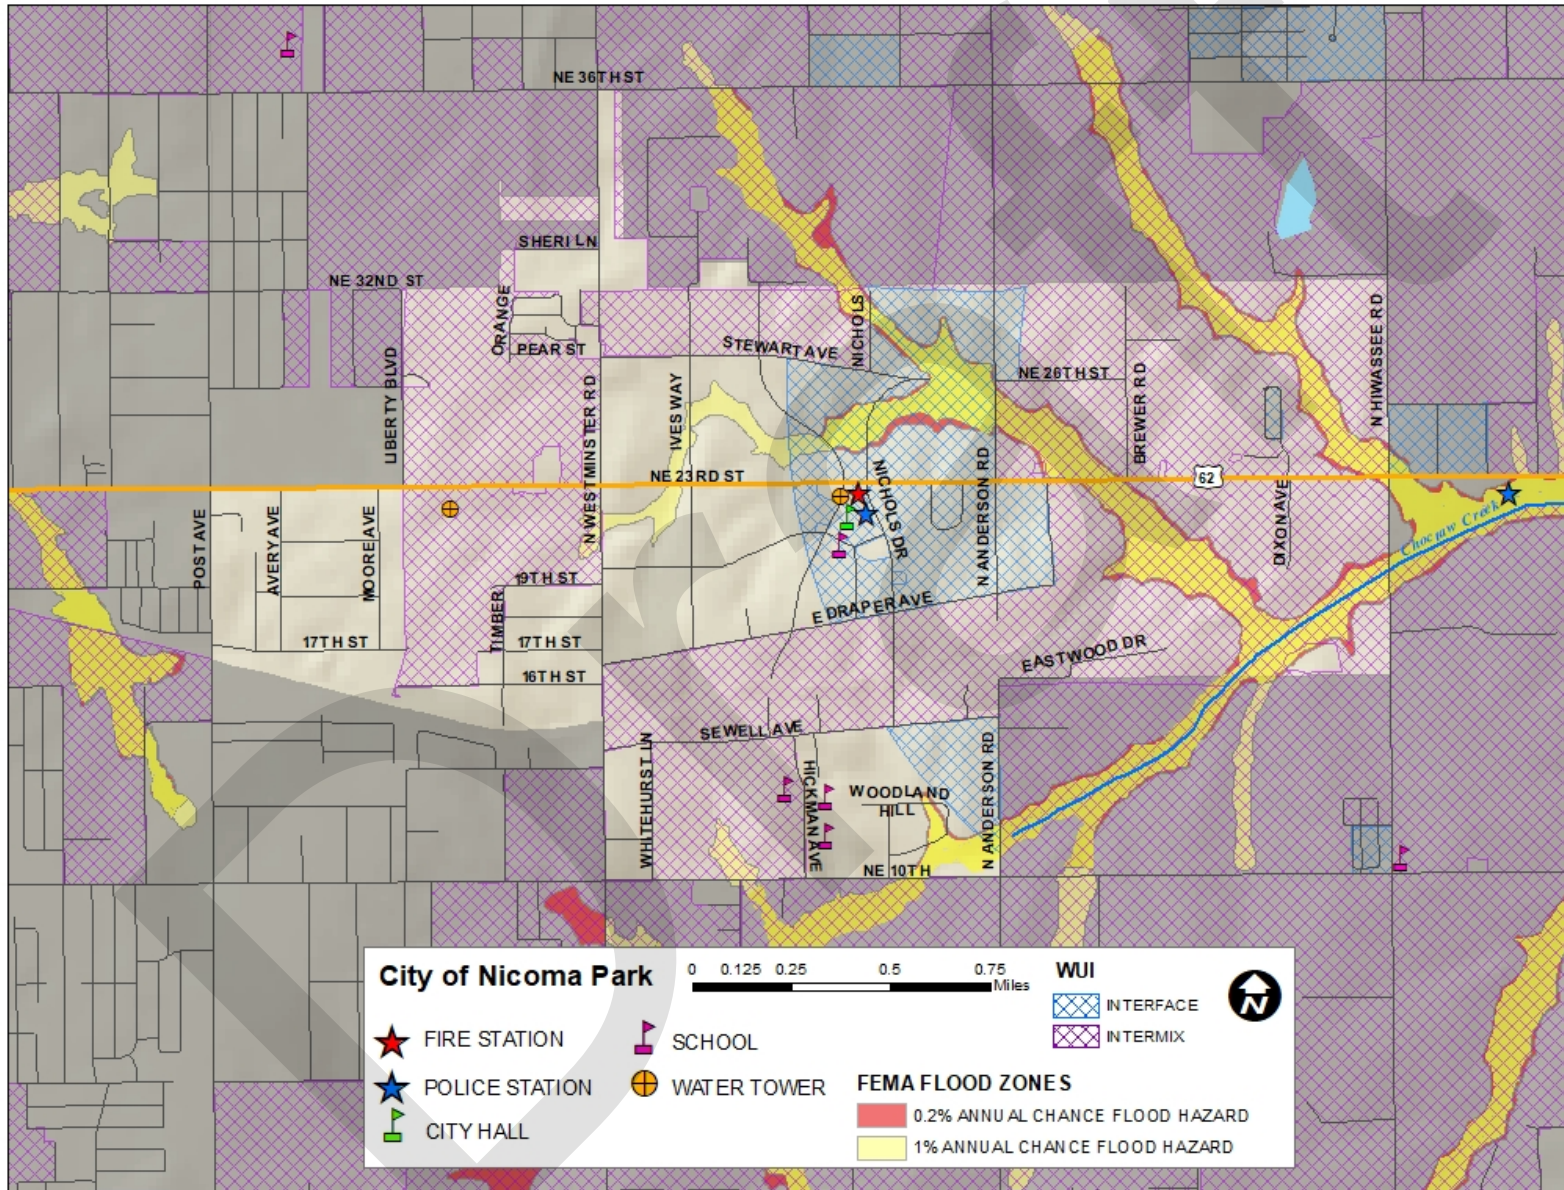 NE 36TH ST
SHERI LN
NE 32ND ST
ORANGE
NICHOLS
N HIWASSEE RD
PEAR ST
STEWART AVE
LIBERTY BLVD
N WESTMINSTER RD
IVES WAY
NE 26TH ST
BREWER RD
NE 23RD ST
62
NICHOLS DR
N ANDERSON RD
POST AVE
AVERY AVE
MOORE AVE
DIXON AVE
Choctaw Creek
19TH ST
TIMBER
E DRAPER AVE
17TH ST
17TH ST
EASTWOOD DR
16TH ST
SEWELL AVE
WHITEHURST LN
HICKMAN AVE
WOODLAND
HILL
N ANDERSON RD
NE 10TH
City of Nicoma Park
0 0.125 0.25 0.5 0.75
Miles
WUI
INTERFACE
INTERMIX
N
FIRE STATION
SCHOOL
POLICE STATION
WATER TOWER
CITY HALL
FEMA FLOOD ZONES
0.2% ANNUAL CHANCE FLOOD HAZARD
1% ANNUAL CHANCE FLOOD HAZARD